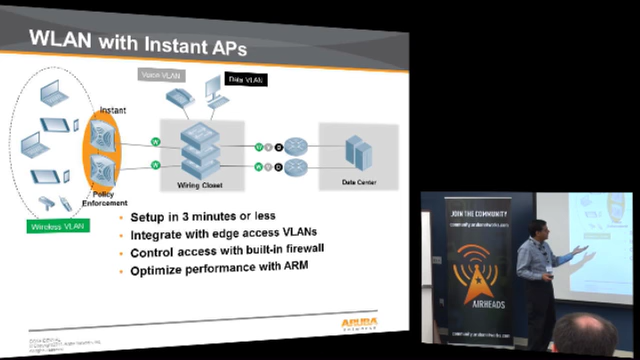 WLAN with Instant APs
Voice VLAN
Data VLAN
Instant
W
V
D
W
W
V
D
Wiring Closet
Data Center
Policy
Enforcement
Wireless VLAN
• Setup in 3 minutes or less
• Integrate with edge access VLANs
• Control access with built-in firewall
• Optimize performance with ARM
ARUBA
NETWORKS
JOIN THE COMMUNITY
AIRHEADS